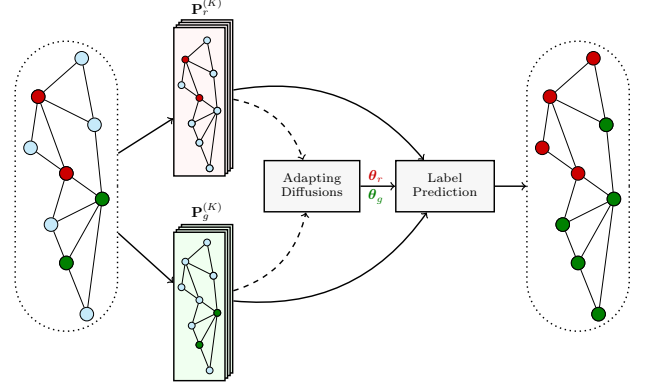 P_r^(K)
Adapting
Diffusions
θ_r
θ_g
Label
Prediction
P_g^(K)